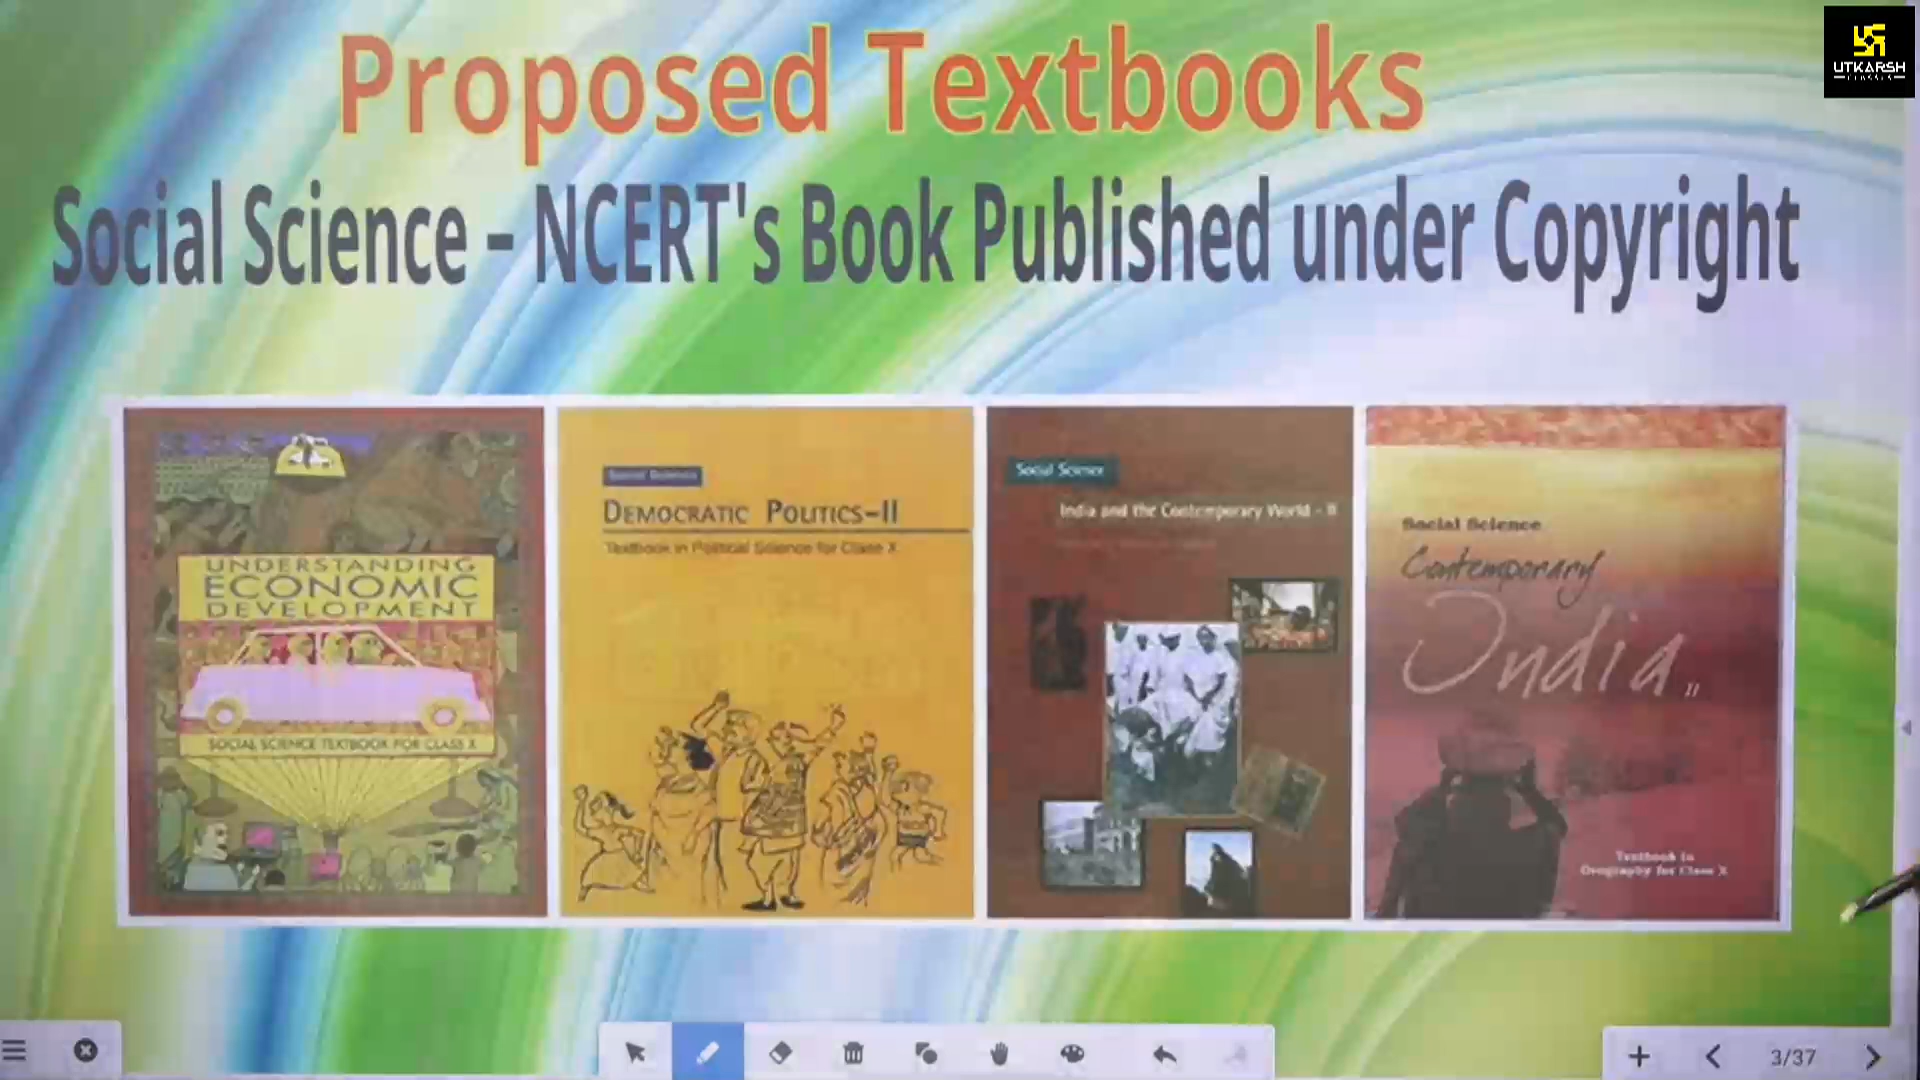 Proposed Textbooks
UTKARSH
CLASSES
Social Science – NCERT's Book Published under Copyright
UNDERSTANDING
ECONOMIC
DEVELOPMENT
SOCIAL SCIENCE TEXTBOOK FOR CLASS X
Social Science
DEMOCRATIC POLITICS-II
Textbook in Political Science for Class X
Social Science
India and the Contemporary World - II
Social Science
Contemporary
India II
Textbook in
Geography for Class X
3/37